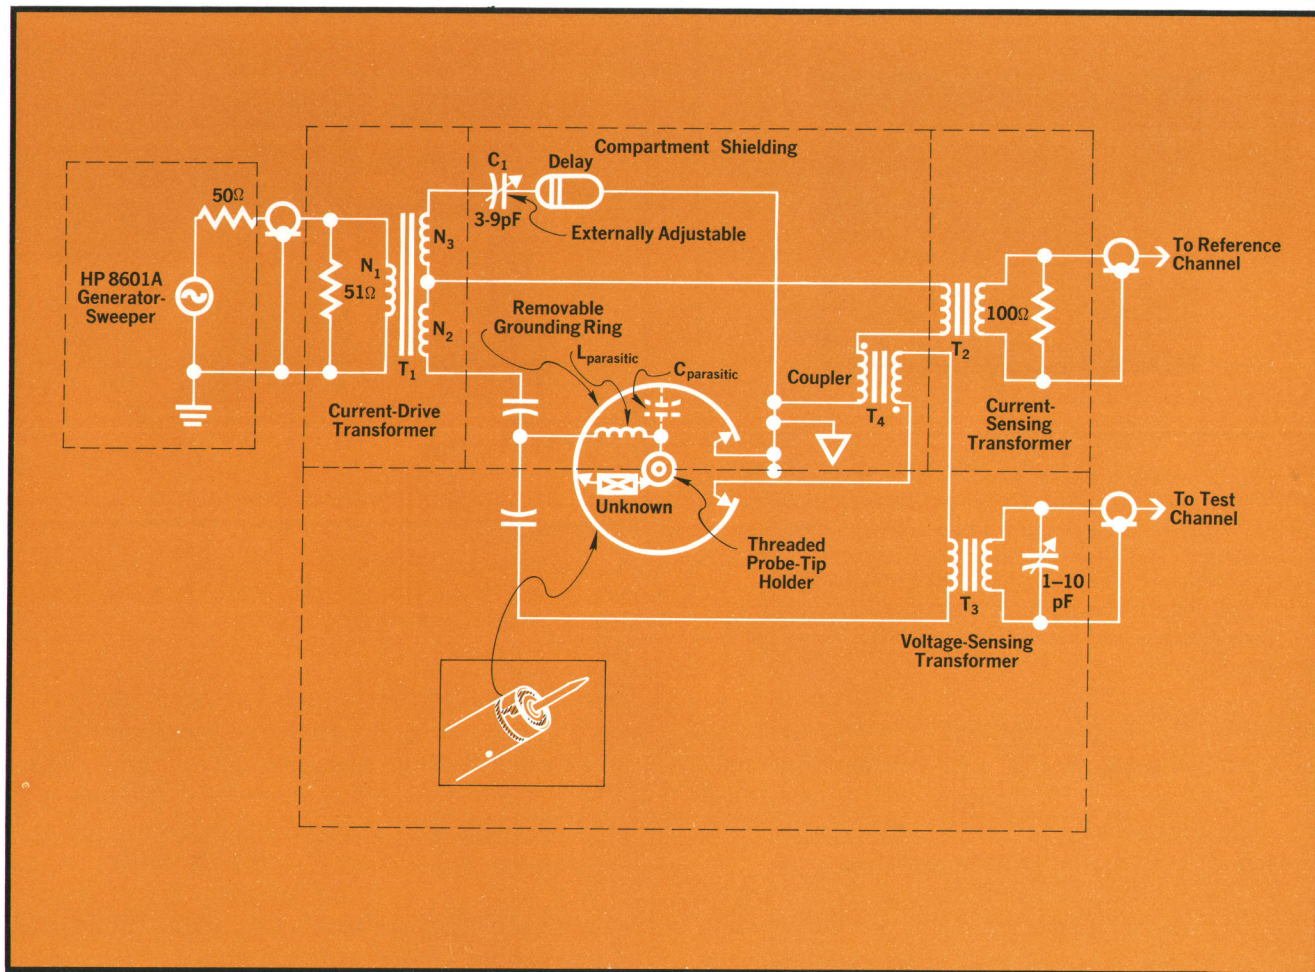 Compartment Shielding
C1
Delay
50Ω
3-9pF
Externally Adjustable
N3
HP 8601A
Generator-
Sweeper
N1
51Ω
N2
T1
Current-Drive
Transformer
Removable
Grounding Ring
Lparasitic
Cparasitic
Coupler
T4
T2
100Ω
To Reference
Channel
Current-
Sensing
Transformer
Unknown
Threaded
Probe-Tip
Holder
To Test
Channel
T3
1–10
pF
Voltage-Sensing
Transformer